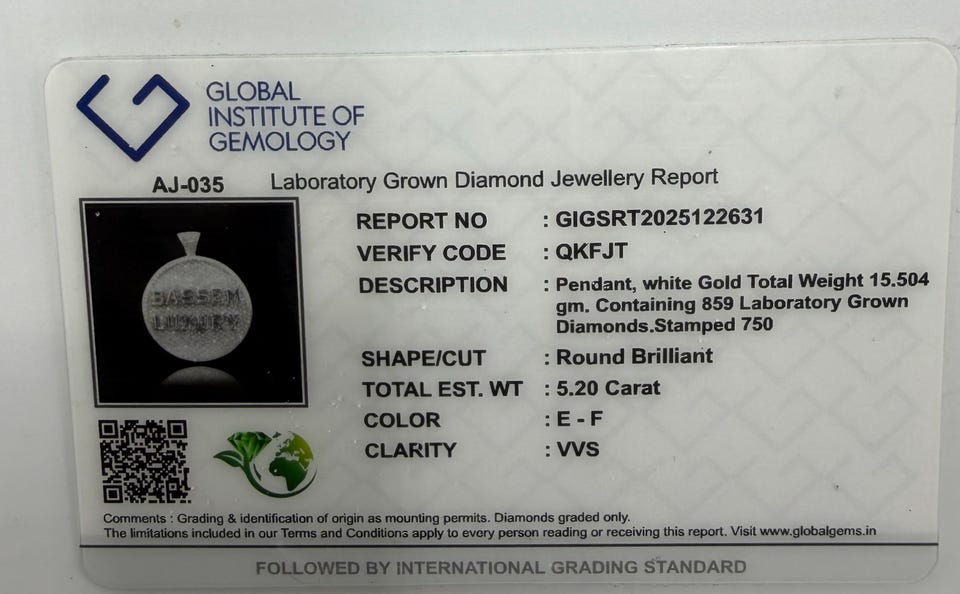 GLOBAL
INSTITUTE OF
GEMOLOGY
AJ-035
Laboratory Grown Diamond Jewellery Report
REPORT NO : GIGSRT2025122631
VERIFY CODE : QKFJT
DESCRIPTION : Pendant, white Gold Total Weight 15.504
gm. Containing 859 Laboratory Grown
Diamonds.Stamped 750
BASSEM
LUXURY
SHAPE/CUT : Round Brilliant
TOTAL EST. WT : 5.20 Carat
COLOR : E - F
CLARITY : VVS
Comments : Grading & identification of origin as mounting permits. Diamonds graded only.
The limitations included in our Terms and Conditions apply to every person reading or receiving this report. Visit www.globalgems.in
FOLLOWED BY INTERNATIONAL GRADING STANDARD